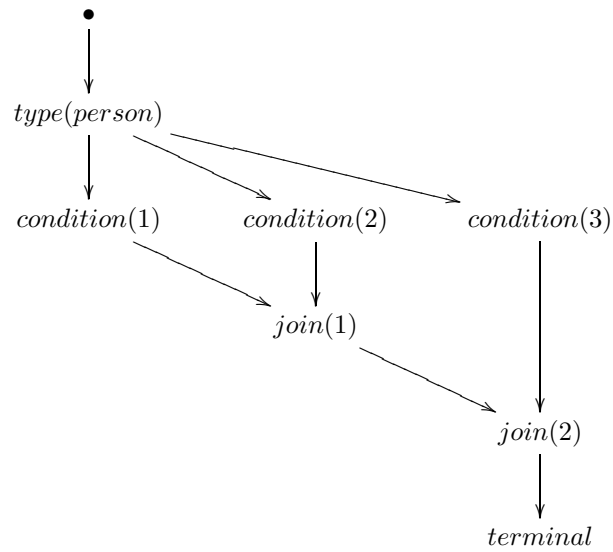 type(person)
condition(1) condition(2) condition(3)
join(1)
join(2)
terminal